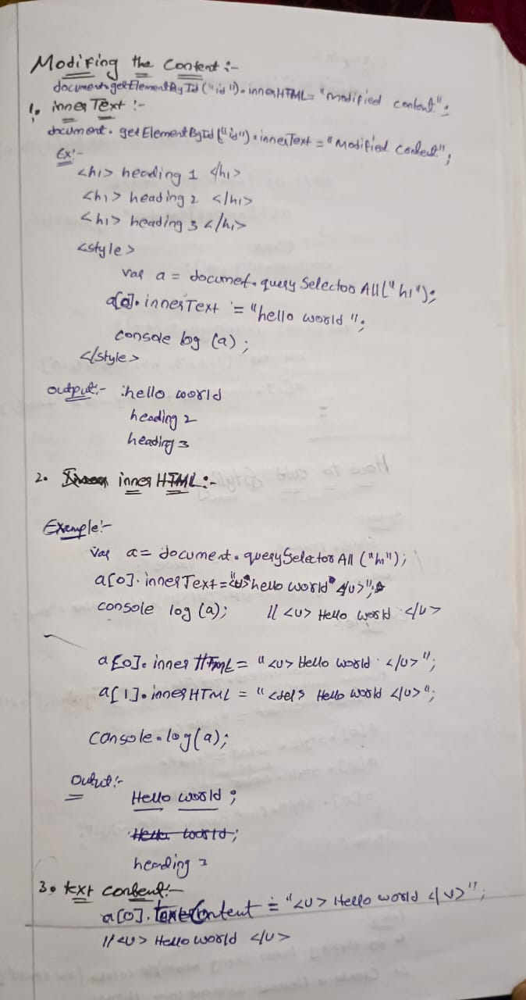 Modifing the Content :-
document.getElementById("id").innerHTML= "modified content";
1. inner Text :-
document.getElementById("id").innerText = "Modified Content";
Ex:-
<h1> heading 1 </h1>
<h1> heading 2 </h1>
<h1> heading 3 </h1>
<style>
var a = documet.query Selector All("h1");
a[0].innerText = "hello world";
console log (a);
</style>
output:- :hello world
heading 2
heading 3
2. inner HTML:-
Example:-
var a = document.querySelector All ("h1");
a[0].innerText = "<u>hello world </u>";
console log (a); // <u> Hello world </u>
a[0].inner HTML = "<u> Hello world </u>";
a[1].innerHTML = "<del> Hello world </u>";
console.log(a);
Output:-
Hello world ;
Hello world;
heading 3
3. text content:-
a[0].textContent = "<u> Hello world </u>";
// <u> Hello world </u>